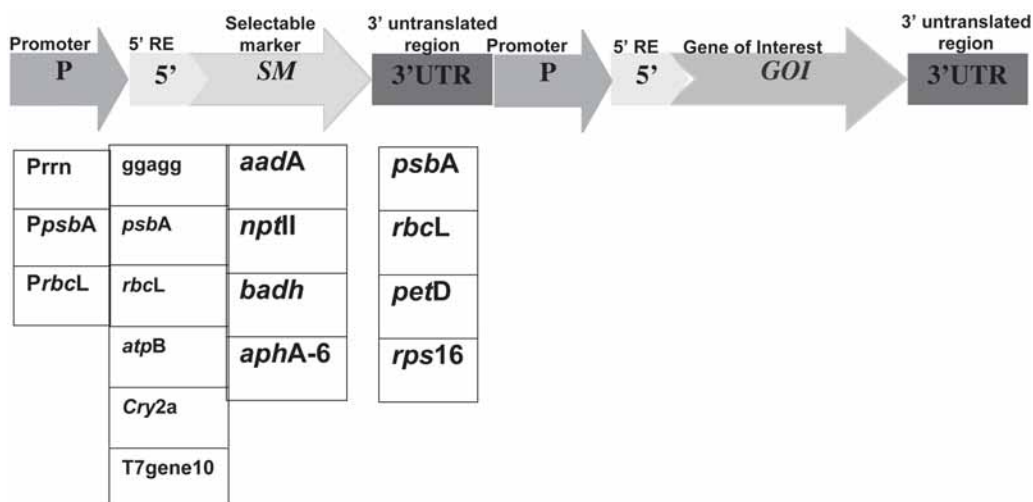 Promoter
5’ RE
Selectable
marker
3’ untranslated
region
Promoter
5’ RE
Gene of Interest
3’ untranslated
region
P
5’
SM
3’UTR
P
5’
GOI
3’UTR
Prrn
ggagg
aadA
psbA
PpsbA
psbA
nptII
rbcL
PrbcL
rbcL
badh
petD
atpB
aphA-6
rps16
Cry2a
T7gene10